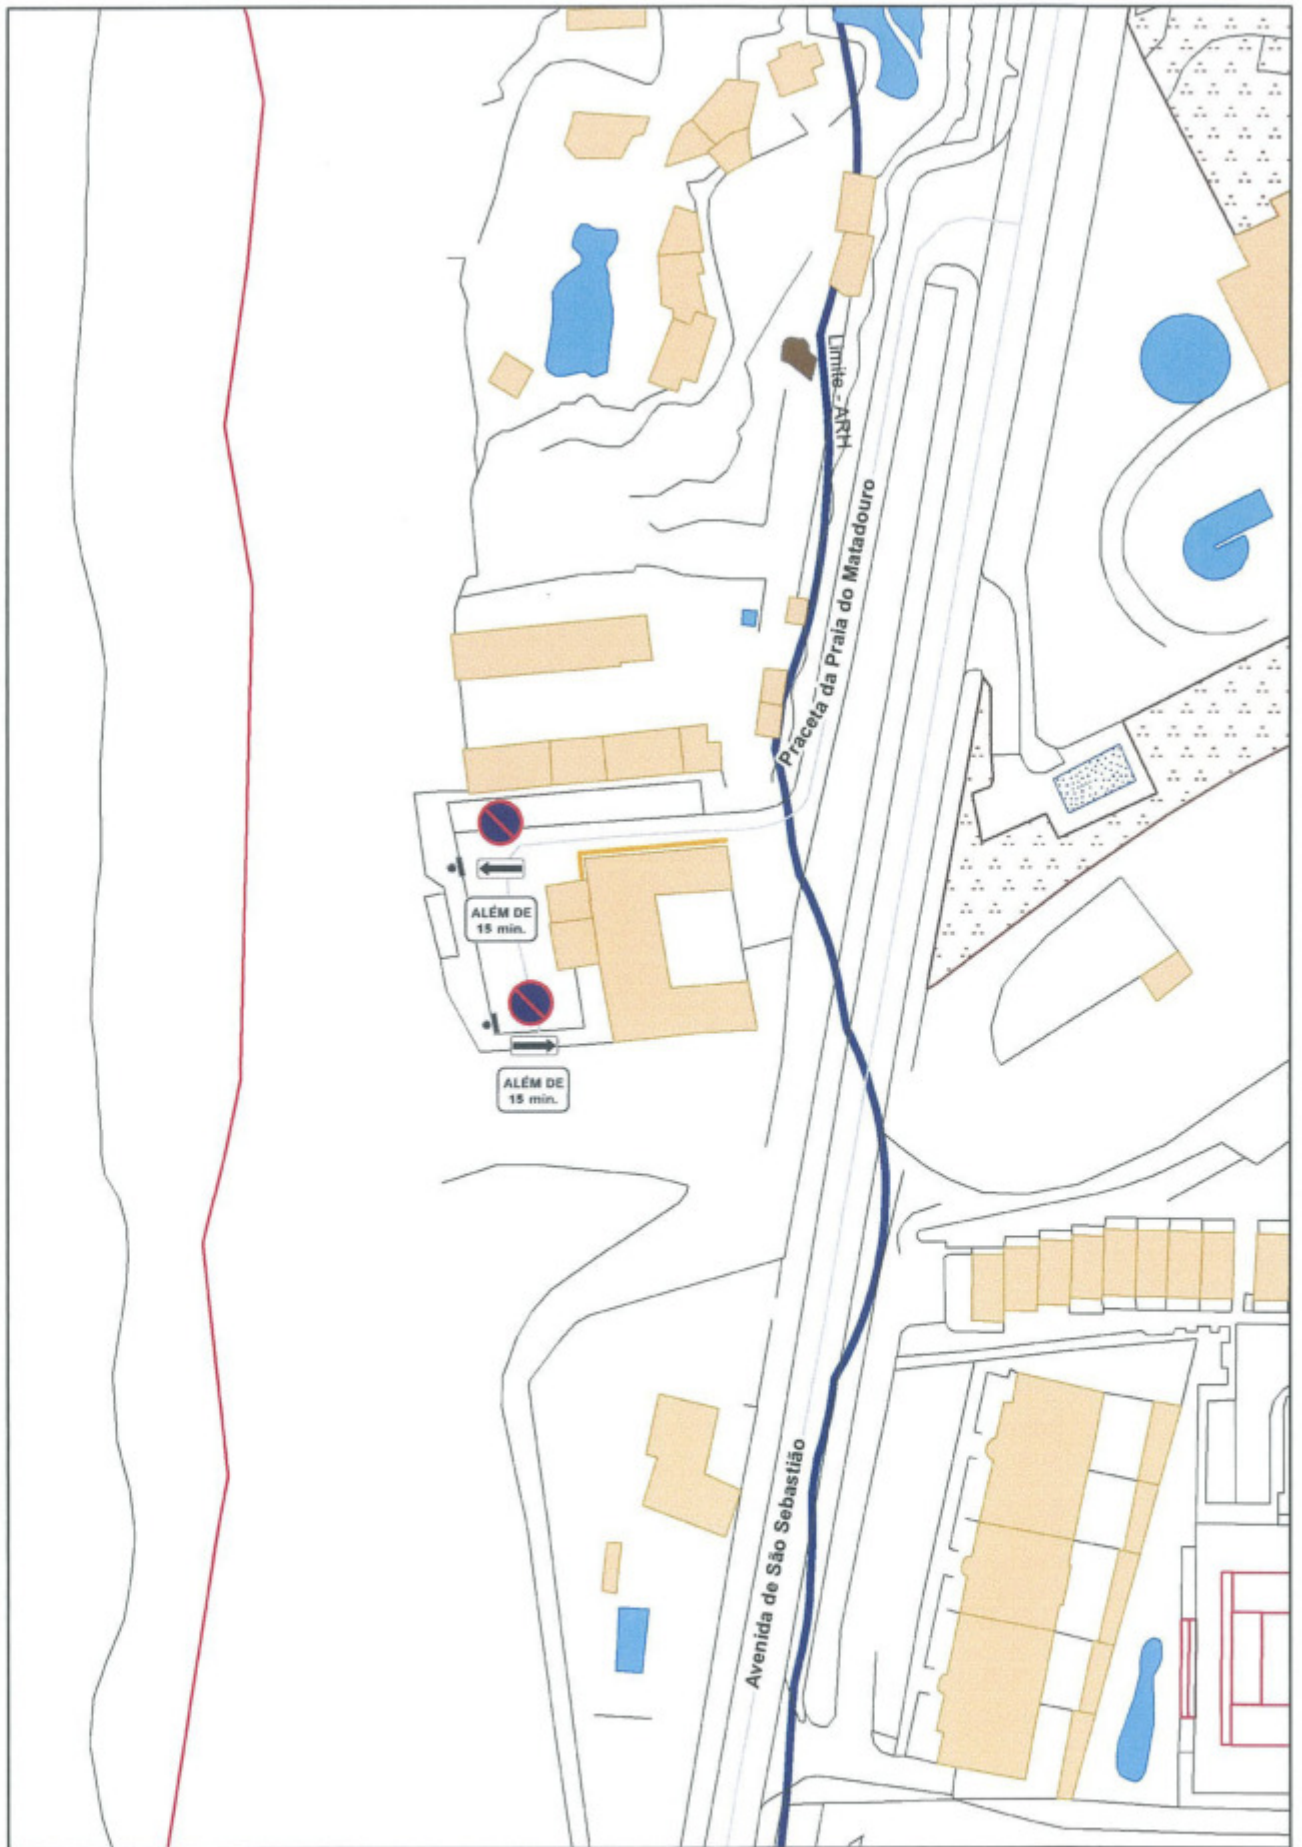 Limite - ARH
Praceta da Praia do Matadouro
ALÉM DE
15 min.
ALÉM DE
15 min.
Avenida de São Sebastião